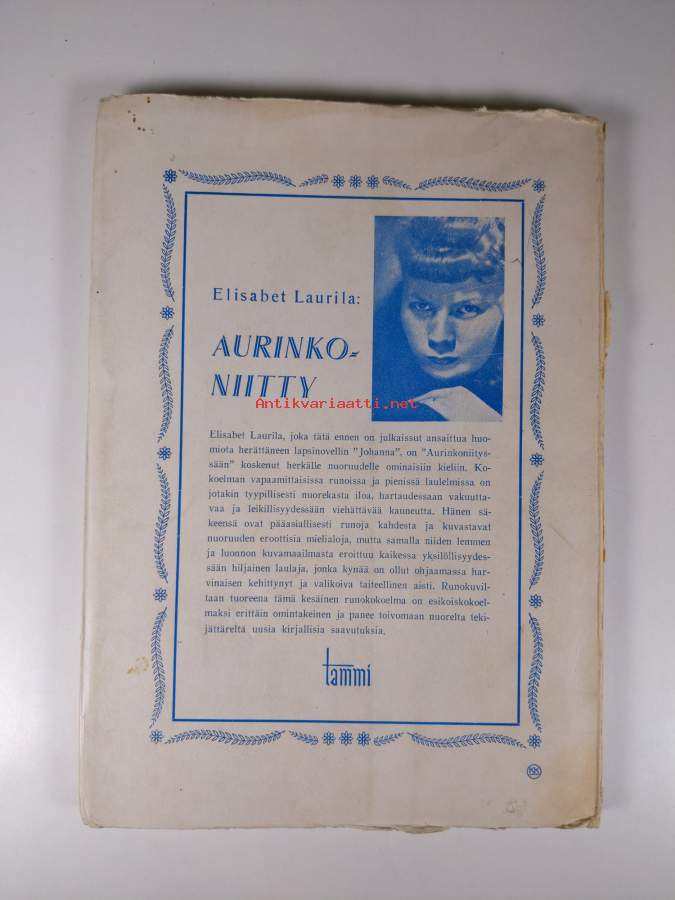 Elisabet Laurila:
AURINKO-
NIITTY
Antikvariaatti.net
Elisabet Laurila, joka tätä ennen on julkaissut ansaittua huo-
miota herättäneen lapsinovellin "Johanna", on "Aurinkoniitys-
sään" koskenut herkälle nuoruudelle ominaisiin kieliin. Ko-
koelman vapaamittaisissa runoissa ja pienissä laulelmissa on
jotakin tyypillisesti nuorekasta iloa, hartaudessaan vakuutta-
vaa ja leikillisyydessään viehättävää kauneutta. Hänen sä-
keensä ovat pääasiallisesti runoja kahdesta ja kuvastavat
nuoruuden eroottisia mielialoja, mutta samalla niiden lemmen
ja luonnon kuvamaailmasta eroittuu kaikessa yksilöllisyydes-
sään hiljainen laulaja, jonka kynää on ollut ohjaamassa har-
vinaisen kehittynyt ja valikoiva taiteellinen aisti. Runokuvil-
taan tuoreena tämä kesäinen runokokoelma on esikoiskokoel-
maksi erittäin omintakeinen ja panee toivomaan nuorelta teki-
jättäreltä uusia kirjallisia saavutuksia.
tammi